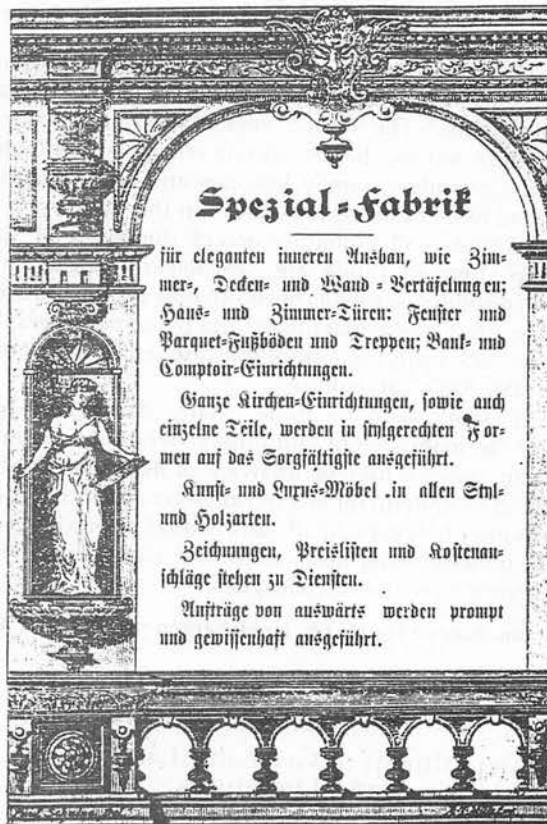 Spezial-Fabrik
für eleganten inneren Ausbau, wie Zim-
mer-, Decken- und Wand-Vertäfelungen;
Haus- und Zimmer-Türen: Fenster und
Parquet-Fußböden und Treppen; Bank- und
Comptoir-Einrichtungen.
Ganze Kirchen-Einrichtungen, sowie auch
einzelne Teile, werden in stylgerechten For-
men auf das Sorgfältigste ausgeführt.
Kunst- und Luxus-Möbel in allen Styl-
und Holzarten.
Zeichnungen, Preislisten und Kostenan-
schläge stehen zu Diensten.
Aufträge von auswärts werden prompt
und gewissenhaft ausgeführt.